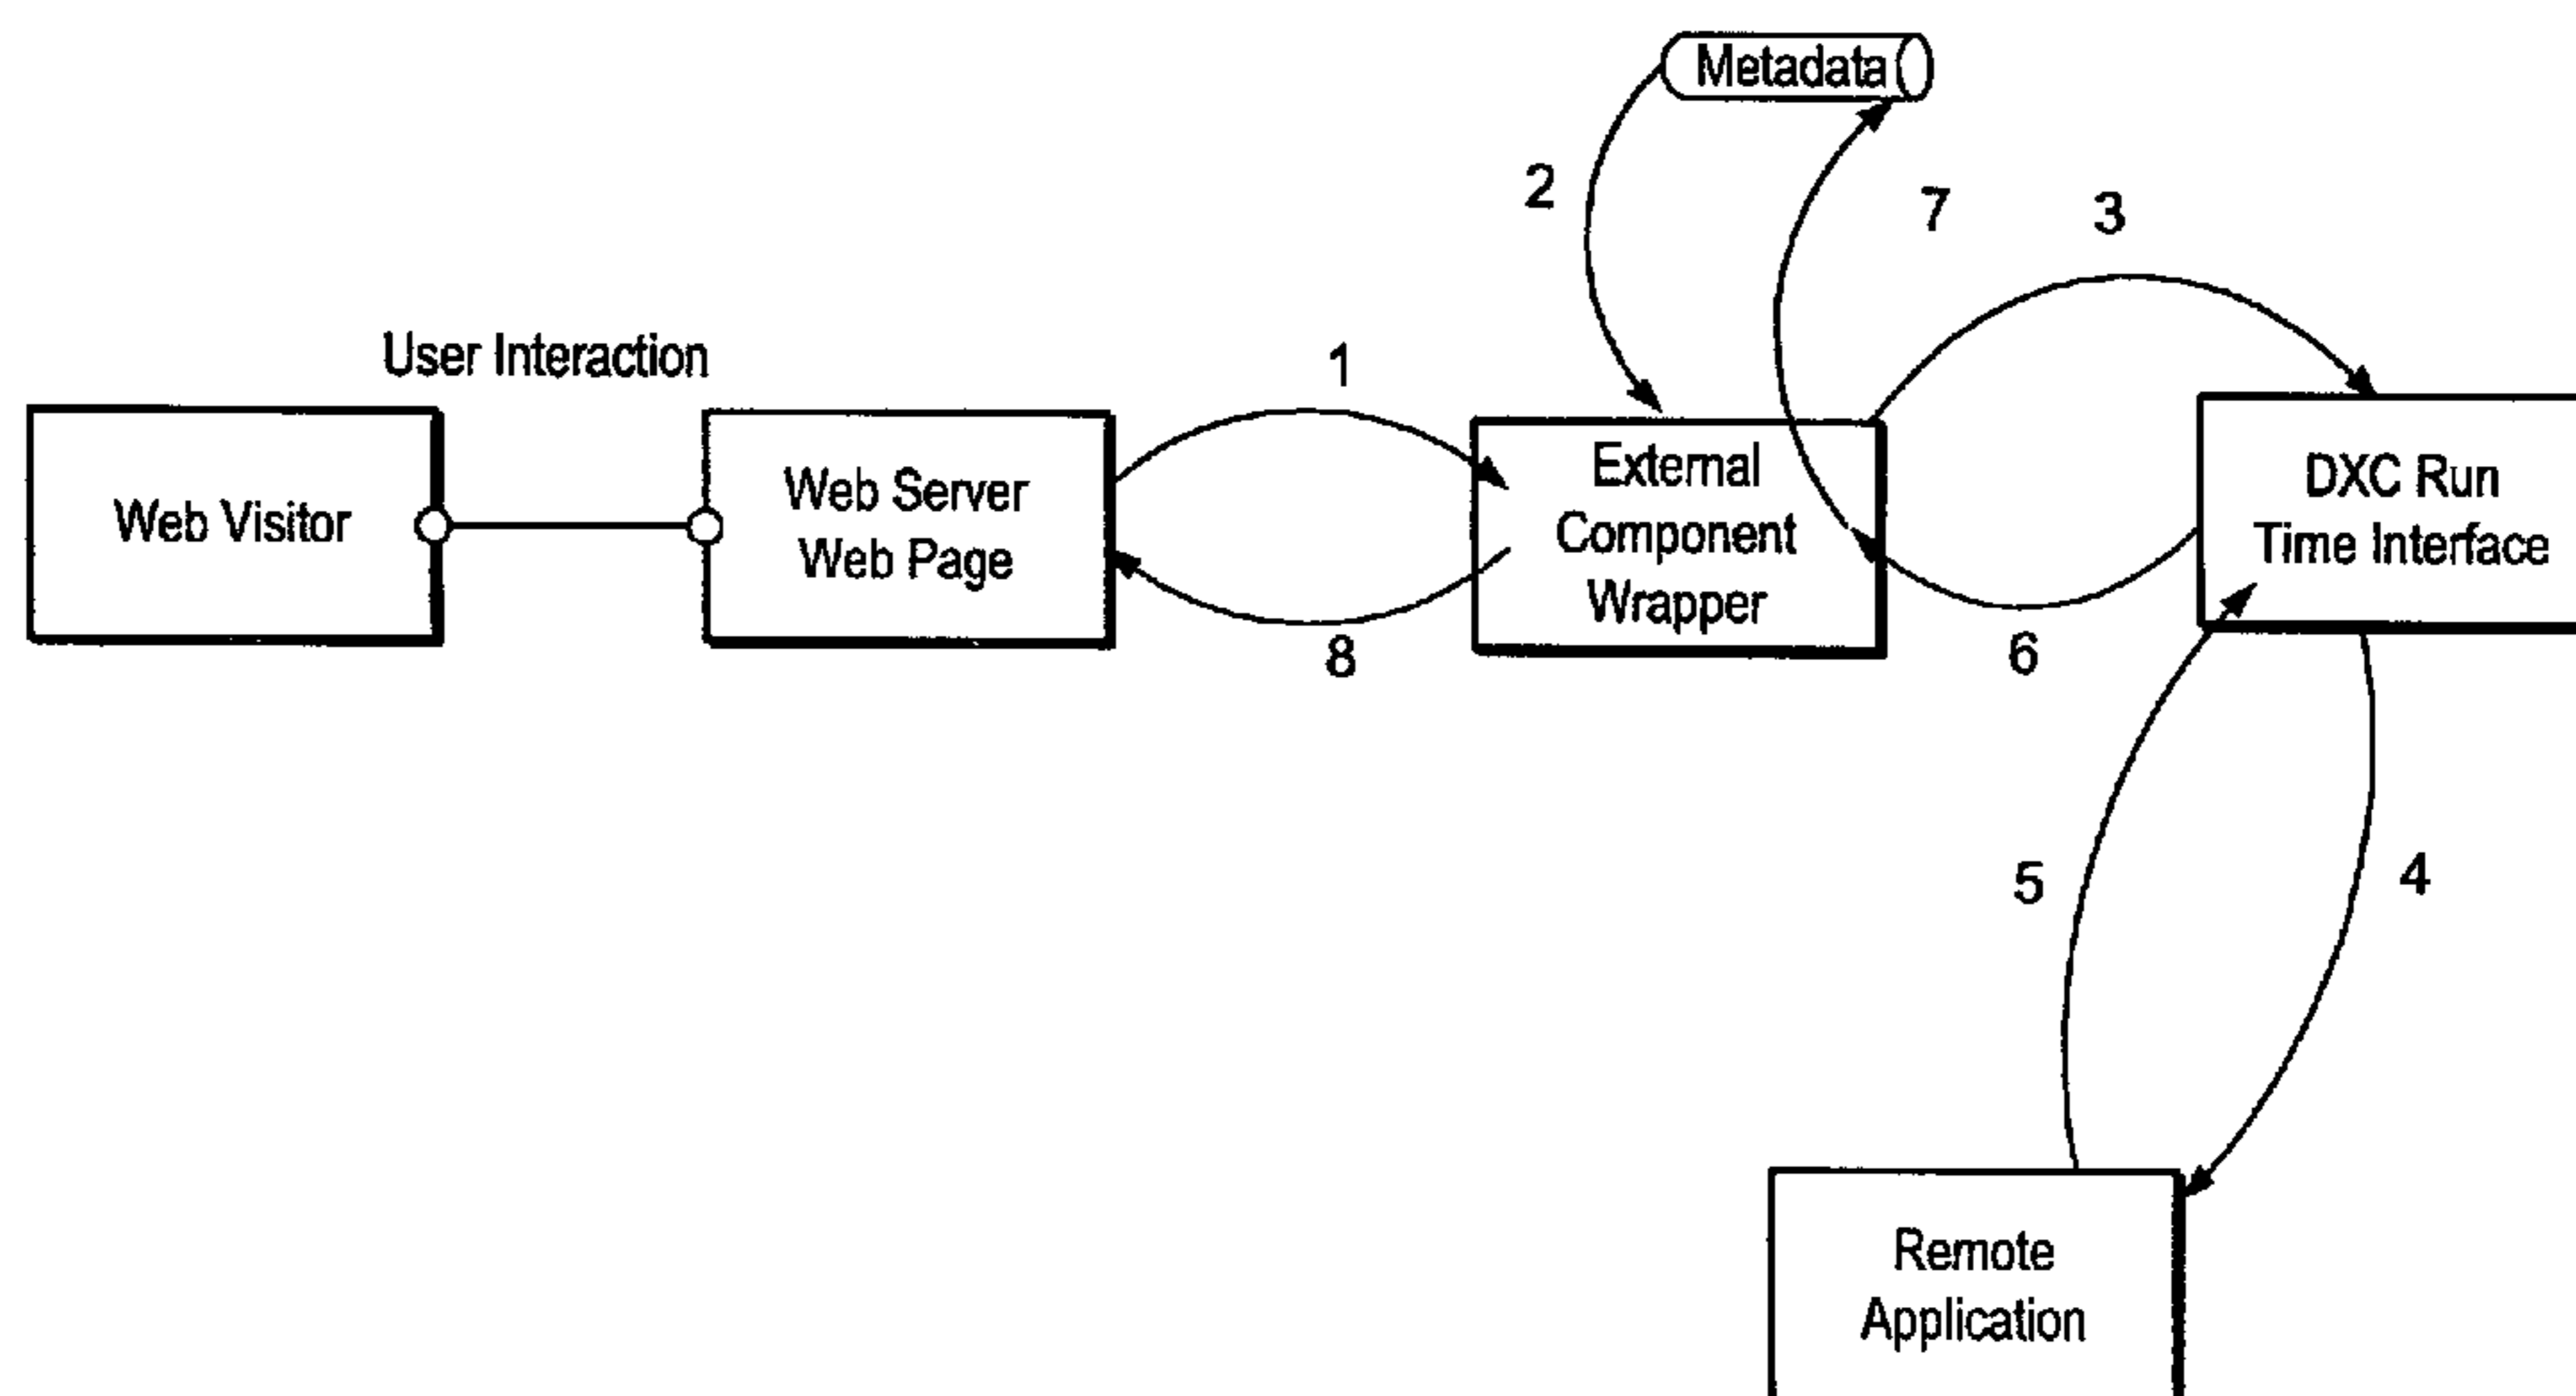 Metadata
2
7
3
User Interaction
1
Web Visitor
Web Server
Web Page
External
Component
Wrapper
DXC Run
Time Interface
8
6
5
4
Remote
Application